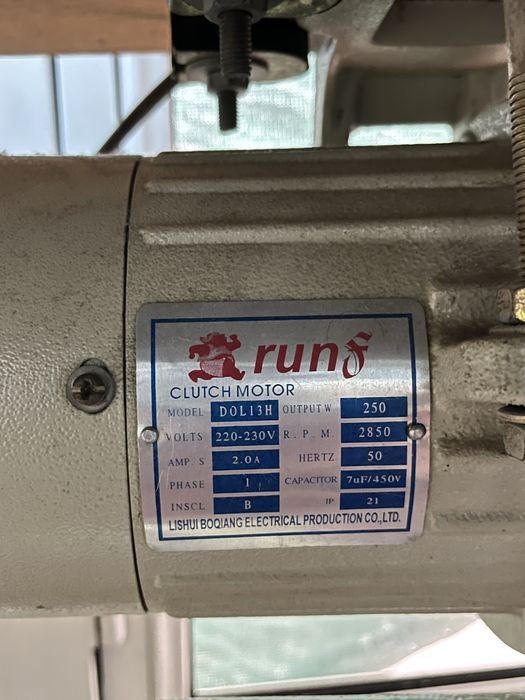 runs
CLUTCH MOTOR
MODEL DOL13H OUTPUT W 250
VOLTS 220-230V R. P. M. 2850
AMP. S 2.0A HERTZ 50
PHASE 1 CAPACITOR 7uF/450V
INSCL B IP 21
LISHUI BOQIANG ELECTRICAL PRODUCTION CO.,LTD.